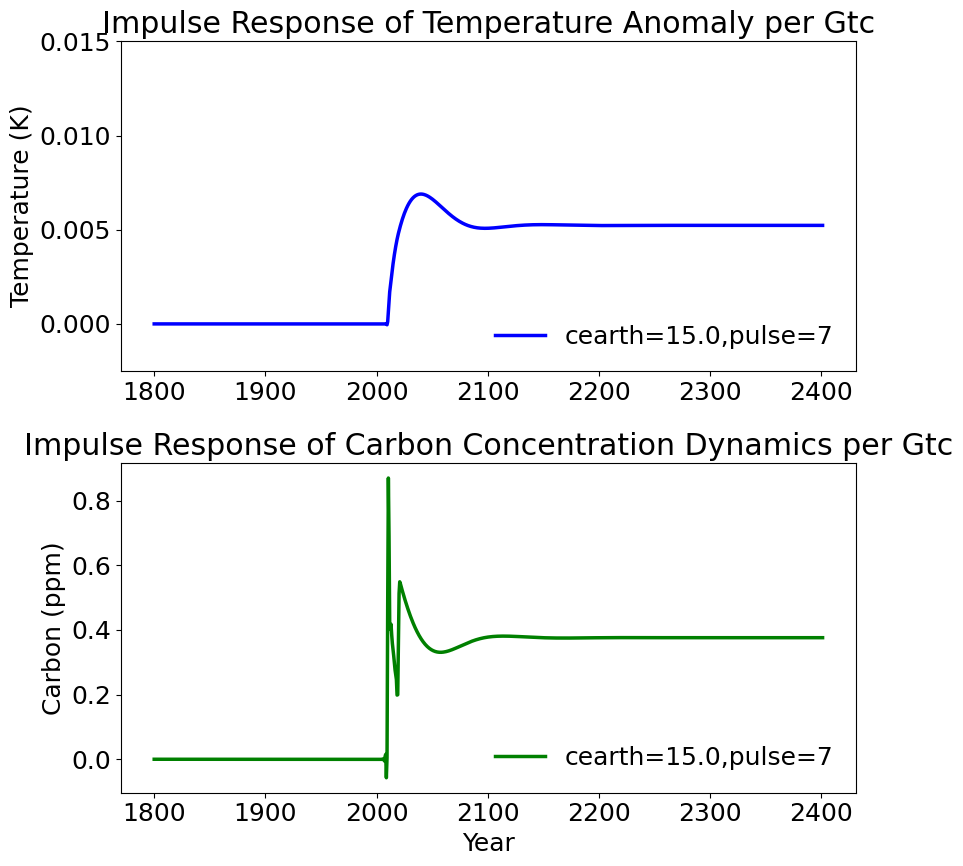 Impulse Response of Temperature Anomaly per Gtc
Temperature (K)
0.015
0.010
0.005
0.000
cearth=15.0,pulse=7
1800 1900 2000 2100 2200 2300 2400
Impulse Response of Carbon Concentration Dynamics per Gtc
Carbon (ppm)
0.8
0.6
0.4
0.2
0.0
cearth=15.0,pulse=7
1800 1900 2000 2100 2200 2300 2400
Year